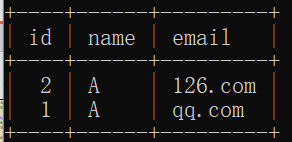 +----+------+---------+
| id | name | email |
+----+------+---------+
| 2 | A | 126.com |
| 1 | A | qq.com |
+----+------+---------+